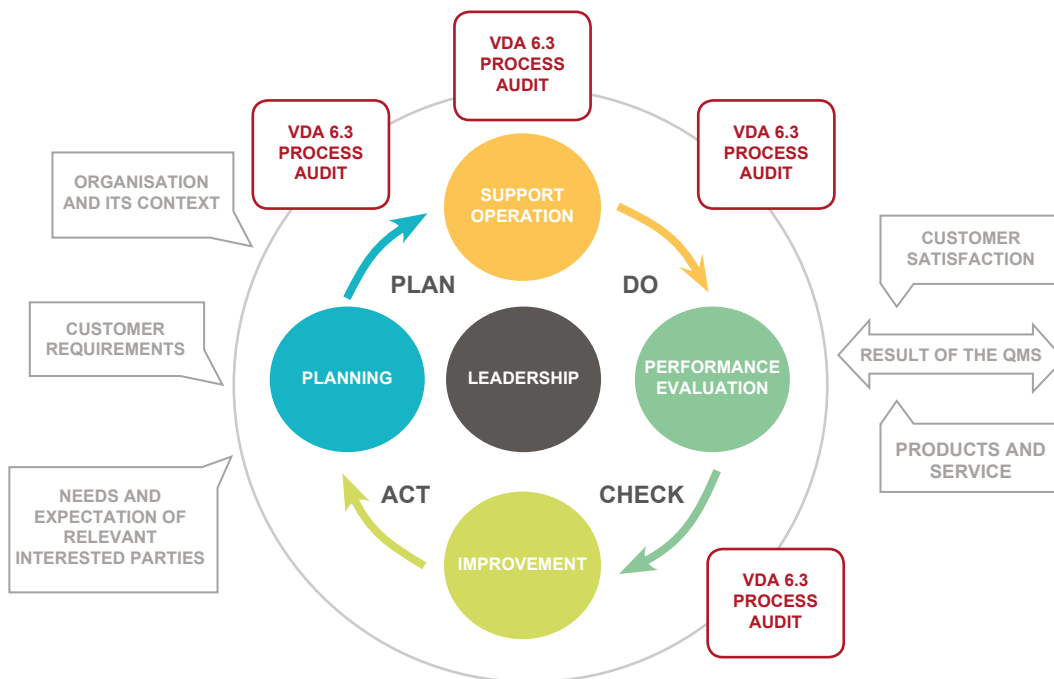 VDA 6.3
PROCESS
AUDIT
VDA 6.3
PROCESS
AUDIT
VDA 6.3
PROCESS
AUDIT
ORGANISATION
AND ITS CONTEXT
SUPPORT
OPERATION
CUSTOMER
SATISFACTION
PLAN
DO
CUSTOMER
REQUIREMENTS
PLANNING
LEADERSHIP
PERFORMANCE
EVALUATION
RESULT OF THE QMS
PRODUCTS AND
SERVICE
ACT
CHECK
NEEDS AND
EXPECTATION OF
RELEVANT
INTERESTED PARTIES
IMPROVEMENT
VDA 6.3
PROCESS
AUDIT